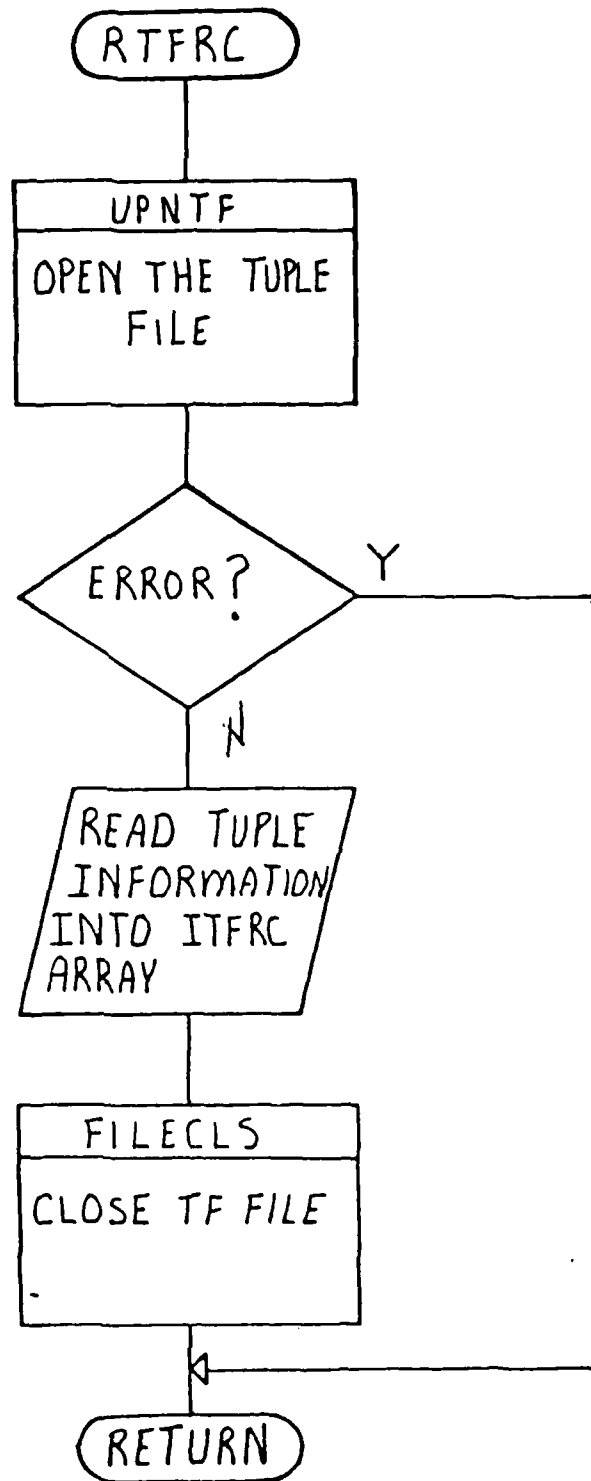 RTFRC
UPNTF
OPEN THE TUPLE
FILE
ERROR?
Y
N
READ TUPLE
INFORMATION
INTO ITFRC
ARRAY
FILECLS
CLOSE TF FILE
RETURN